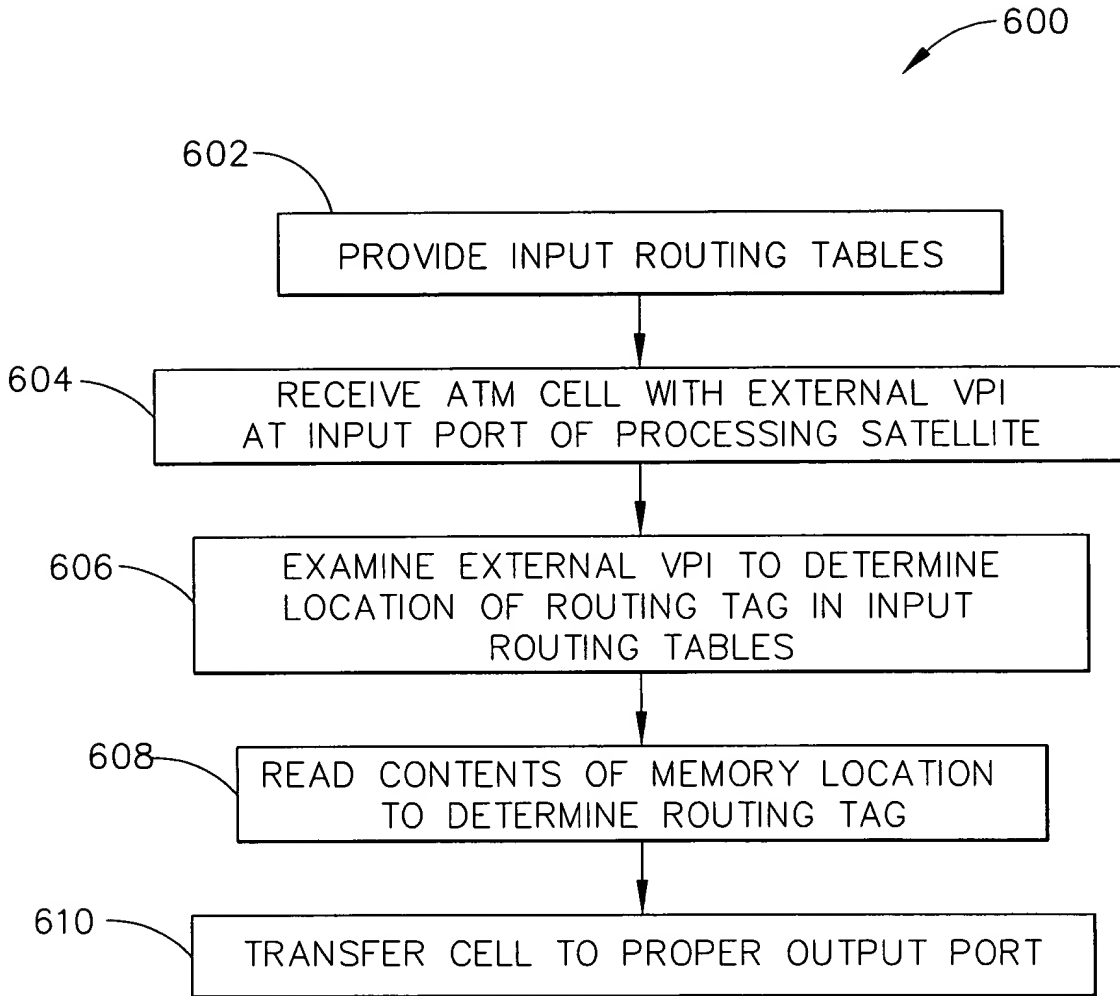 600
602
PROVIDE INPUT ROUTING TABLES
604
RECEIVE ATM CELL WITH EXTERNAL VPI
AT INPUT PORT OF PROCESSING SATELLITE
606
EXAMINE EXTERNAL VPI TO DETERMINE
LOCATION OF ROUTING TAG IN INPUT
ROUTING TABLES
608
READ CONTENTS OF MEMORY LOCATION
TO DETERMINE ROUTING TAG
610
TRANSFER CELL TO PROPER OUTPUT PORT